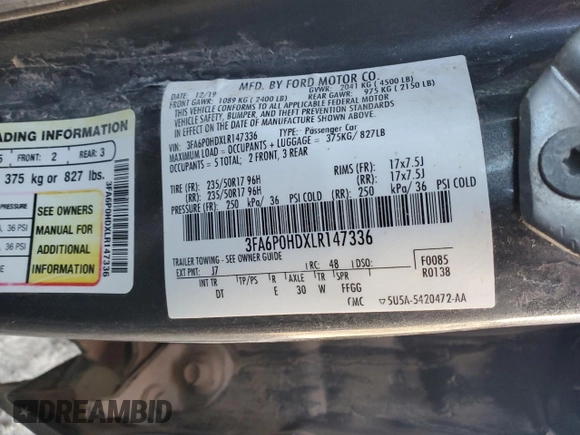 MFD. BY FORD MOTOR CO.
DATE: 12/19
GVWR: 2041 KG (4500 LB)
FRONT GAWR: 1089 KG (2400 LB)
REAR GAWR: 975 KG (2150 LB)
THIS VEHICLE CONFORMS TO ALL APPLICABLE FEDERAL MOTOR
VEHICLE SAFETY, BUMPER, AND THEFT PREVENTION STANDARDS
IN EFFECT ON THE DATE OF MANUFACTURE SHOWN ABOVE.
VIN: 3FA6P0HDXLR147336 TYPE: Passenger Car
MAXIMUM LOAD = OCCUPANTS + LUGGAGE = 375KG/ 827LB
OCCUPANTS = 5 TOTAL; 2 FRONT, 3 REAR
TIRE (FR) 235/50R17 96H RIMS (FR) 17x7.5J
(RR) 235/50R17 96H (RR) 17x7.5J
PRESSURE (FR) 250 kPa/ 36 PSI COLD (RR) 250 kPa/ 36 PSI COLD
3FA6P0HDXLR147336
TRAILER TOWING - SEE OWNER GUIDE
EXT PNT: J7 RC: 48 DSO:
F0085
R0138
INT TR TP/PS R AXLE TR SPR
DT E 30 W FFGG
5U5A-5420472-AA
LOADING INFORMATION
5 FRONT: 2 REAR: 3
375 kg or 827 lbs.
PRESSURE
36 PSI
36 PSI
SEE OWNERS
MANUAL FOR
ADDITIONAL
INFORMATION
3FA6P0HDXLR147336
DREAMBID